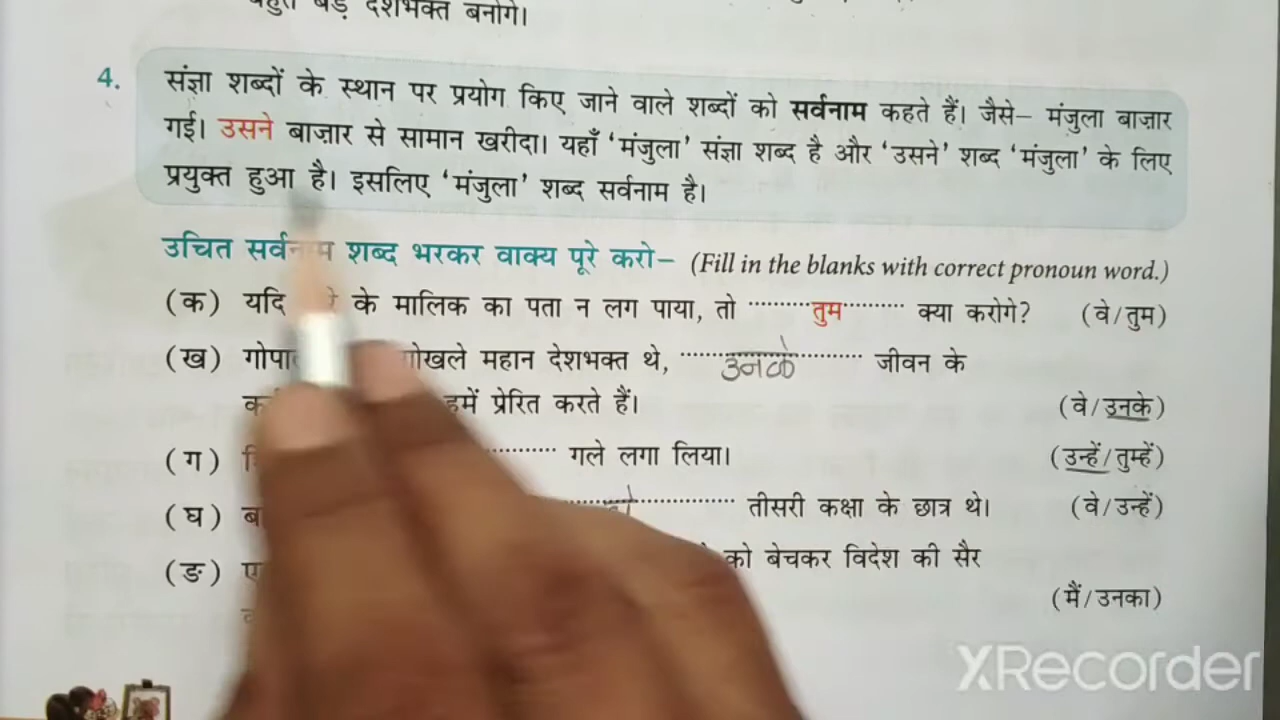 बहुत बड़े देशभक्त बनोगे।
4. संज्ञा शब्दों के स्थान पर प्रयोग किए जाने वाले शब्दों को सर्वनाम कहते हैं। जैसे– मंजुला बाज़ार
गई। उसने बाज़ार से सामान खरीदा। यहाँ 'मंजुला' संज्ञा शब्द है और 'उसने' शब्द 'मंजुला' के लिए
प्रयुक्त हुआ है। इसलिए 'मंजुला' शब्द सर्वनाम है।
उचित सर्वनाम शब्द भरकर वाक्य पूरे करो– (Fill in the blanks with correct pronoun word.)
(क) यदि के मालिक का पता न लग पाया, तो तुम क्या करोगे? (वे/तुम)
(ख) गोखले महान देशभक्त थे, उनके जीवन के
हमें प्रेरित करते हैं। (वे/उनके)
(ग) गले लगा लिया। (उन्हें/तुम्हें)
(घ) तीसरी कक्षा के छात्र थे। (वे/उन्हें)
(ङ) को बेचकर विदेश की सैर
(मैं/उनका)
XRecorder